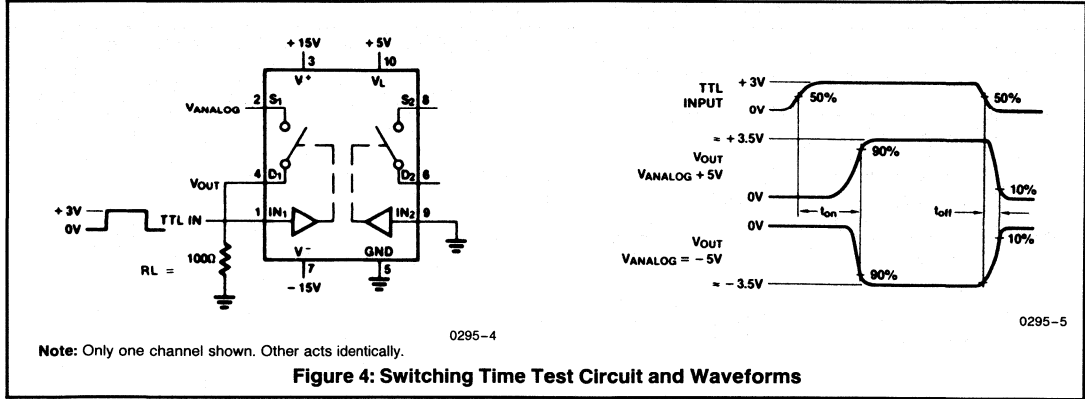 + 15V
+ 5V
3
10
V+
VL
2
S1
S2
8
VANALOG
4
D1
D2
6
VOUT
+ 3V
0V
TTL IN
1
IN1
IN2
9
100Ω
RL =
V−
GND
7
5
− 15V
0295–4
TTL
INPUT
+ 3V
0V
50%
50%
≈ + 3.5V
VOUT
VANALOG + 5V
0V
90%
10%
ton
toff
0V
VOUT
VANALOG = − 5V
≈ − 3.5V
90%
10%
0295–5
Note: Only one channel shown. Other acts identically.
Figure 4: Switching Time Test Circuit and Waveforms